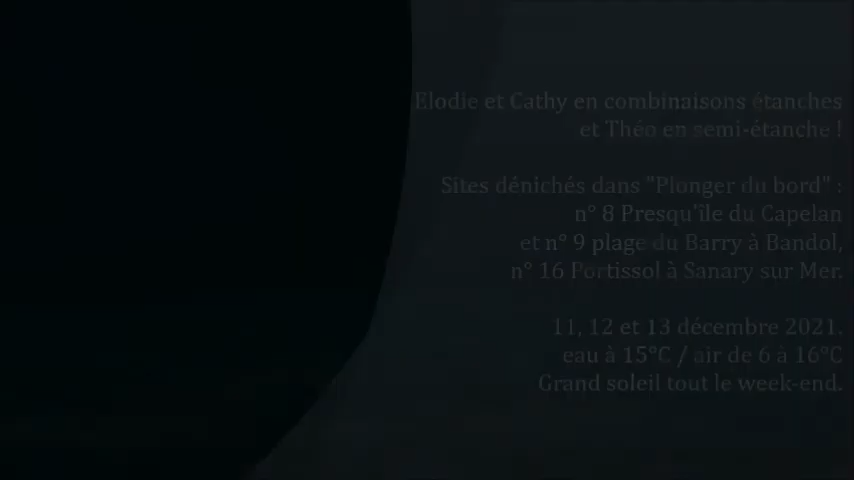 Elodie et Cathy en combinaisons étanches
et Théo en semi-étanche !
Sites dénichés dans "Plonger du bord" :
n° 8 Presqu'île du Capelan
et n° 9 plage du Barry à Bandol,
n° 16 Portissol à Sanary sur Mer.
11, 12 et 13 décembre 2021.
eau à 15°C / air de 6 à 16°C
Grand soleil tout le week-end.